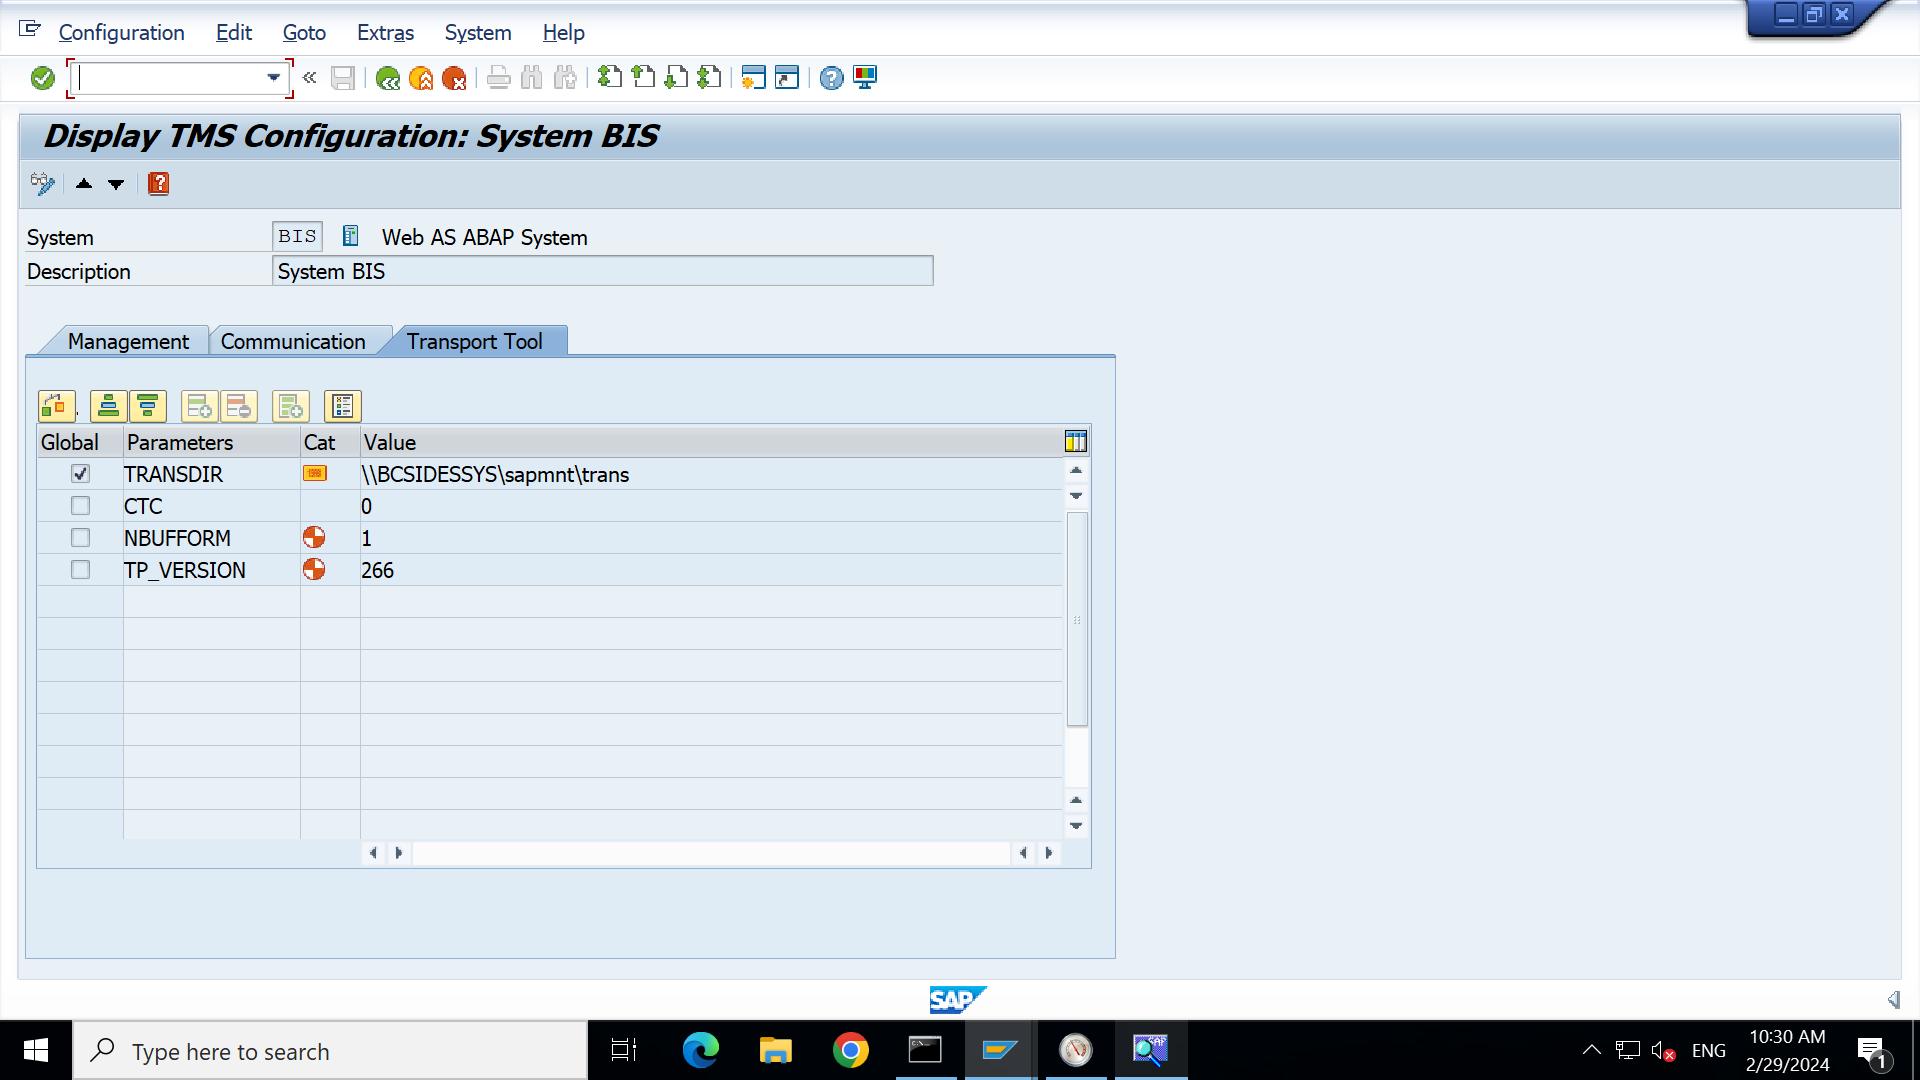 Configuration Edit Goto Extras System Help
Display TMS Configuration: System BIS
System BIS Web AS ABAP System
Description System BIS
Management Communication Transport Tool
Global Parameters Cat Value
TRANSDIR \\BCSIDESSYS\sapmnt\trans
CTC 0
NBUFFORM 1
TP_VERSION 266
SAP
Type here to search
ENG
10:30 AM
2/29/2024
1